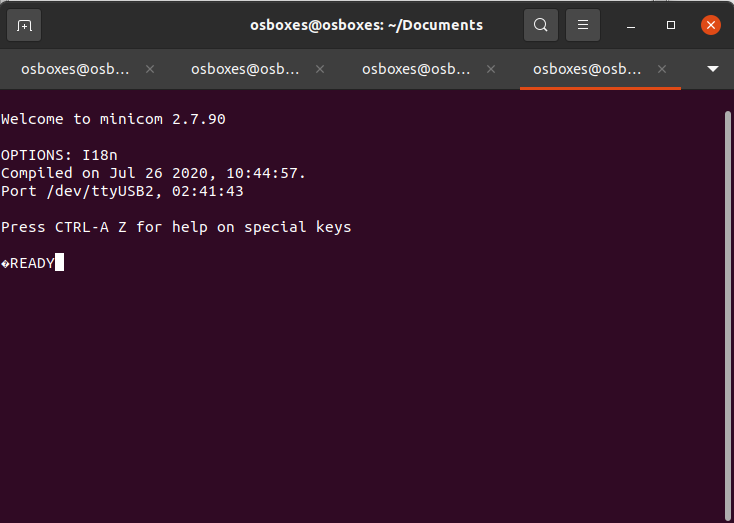 osboxes@osboxes: ~/Documents
osboxes@osb... osboxes@osb... osboxes@osb... osboxes@osb...
Welcome to minicom 2.7.90
OPTIONS: I18n
Compiled on Jul 26 2020, 10:44:57.
Port /dev/ttyUSB2, 02:41:43
Press CTRL-A Z for help on special keys
�READY